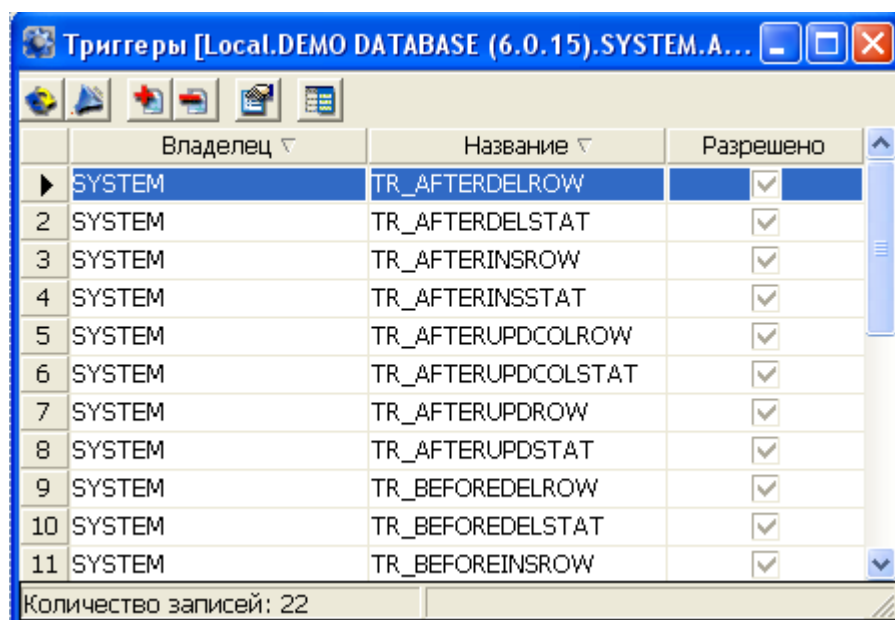 Триггеры [Local.DEMO DATABASE (6.0.15).SYSTEM.A...
Владелец Название Разрешено
SYSTEM TR_AFTERDELROW
2 SYSTEM TR_AFTERDELSTAT
3 SYSTEM TR_AFTERINSROW
4 SYSTEM TR_AFTERINSSTAT
5 SYSTEM TR_AFTERUPDCOLROW
6 SYSTEM TR_AFTERUPDCOLSTAT
7 SYSTEM TR_AFTERUPDROW
8 SYSTEM TR_AFTERUPDSTAT
9 SYSTEM TR_BEFOREDELROW
10 SYSTEM TR_BEFOREDELSTAT
11 SYSTEM TR_BEFOREINSROW
Количество записей: 22